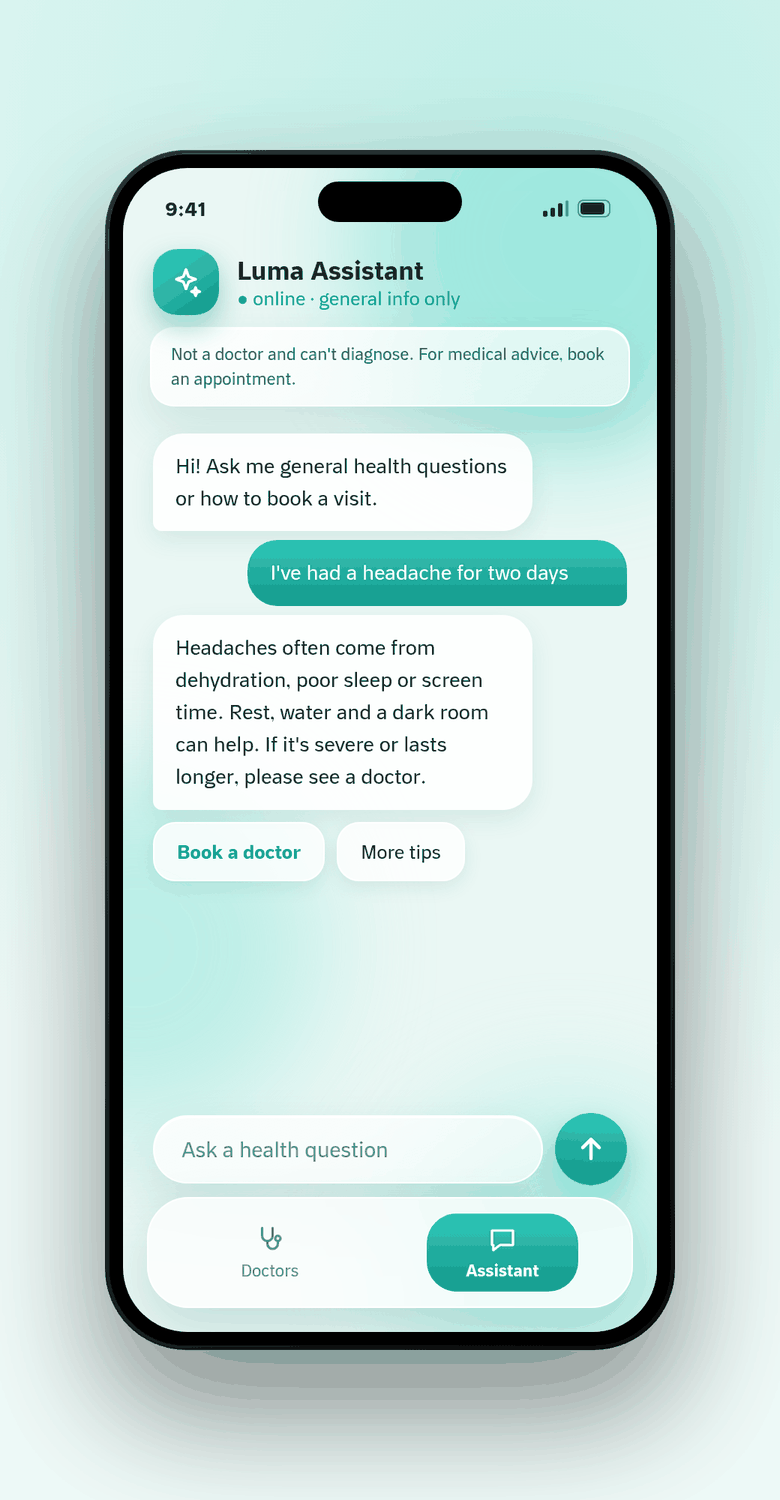 9:41
Luma Assistant
● online · general info only
Not a doctor and can't diagnose. For medical advice, book
an appointment.
Hi! Ask me general health questions
or how to book a visit.
I've had a headache for two days
Headaches often come from
dehydration, poor sleep or screen
time. Rest, water and a dark room
can help. If it's severe or lasts
longer, please see a doctor.
Book a doctor
More tips
Ask a health question
Doctors
Assistant